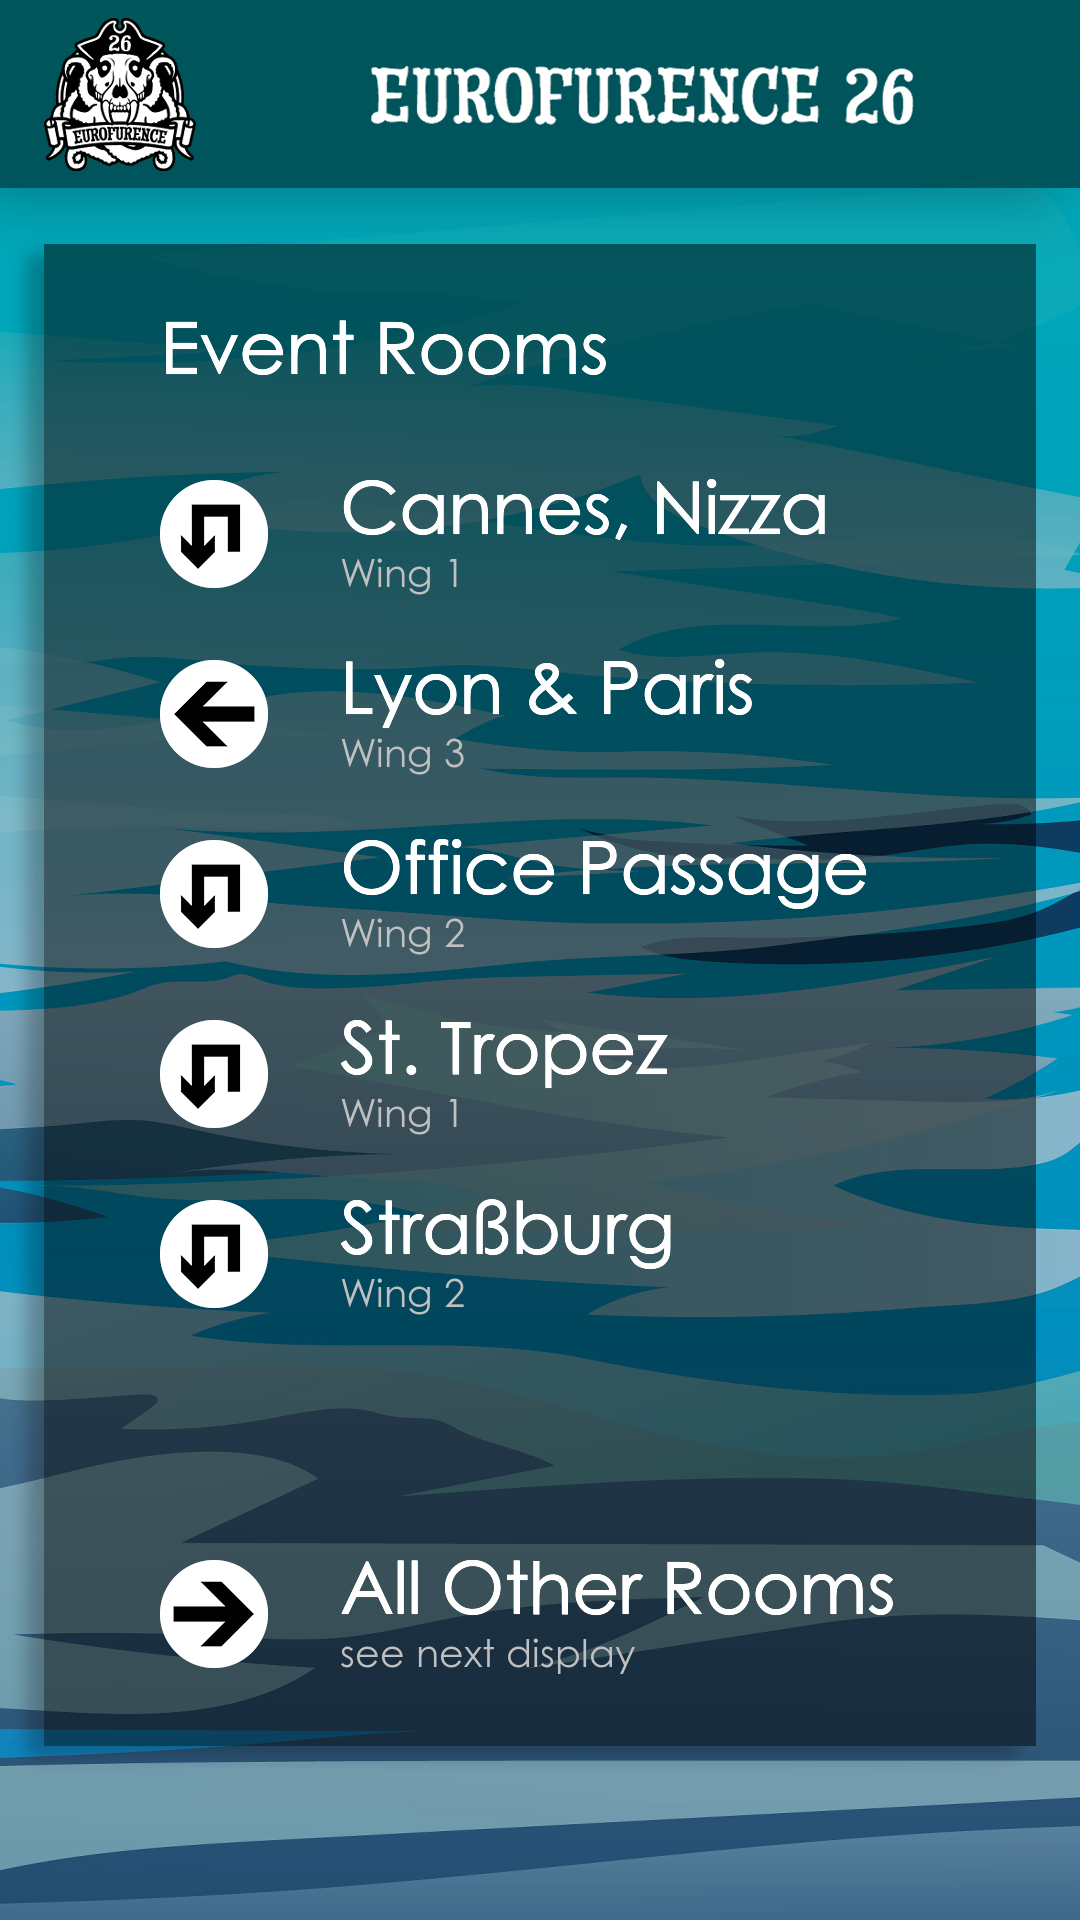 26
EUROFURENCE
EUROFURENCE 26
Event Rooms
Cannes, Nizza
Wing 1
Lyon & Paris
Wing 3
Office Passage
Wing 2
St. Tropez
Wing 1
Straßburg
Wing 2
All Other Rooms
see next display